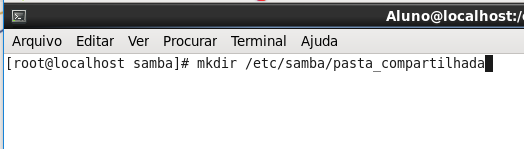 Aluno@localhost:/
Arquivo Editar Ver Procurar Terminal Ajuda
[root@localhost samba]# mkdir /etc/samba/pasta_compartilhada